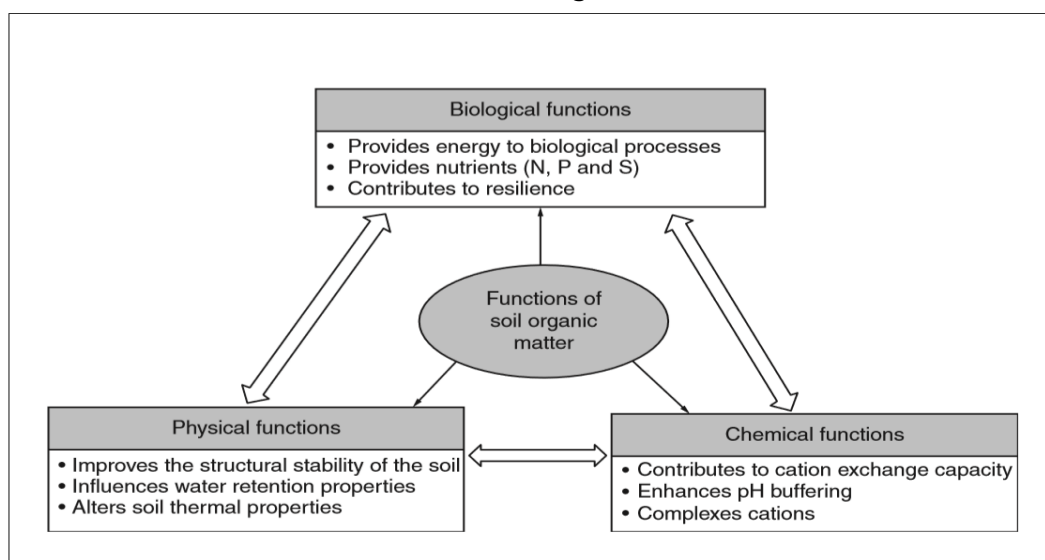 Biological functions
• Provides energy to biological processes
• Provides nutrients (N, P and S)
• Contributes to resilience
Functions of
soil organic
matter
Physical functions
• Improves the structural stability of the soil
• Influences water retention properties
• Alters soil thermal properties
Chemical functions
• Contributes to cation exchange capacity
• Enhances pH buffering
• Complexes cations